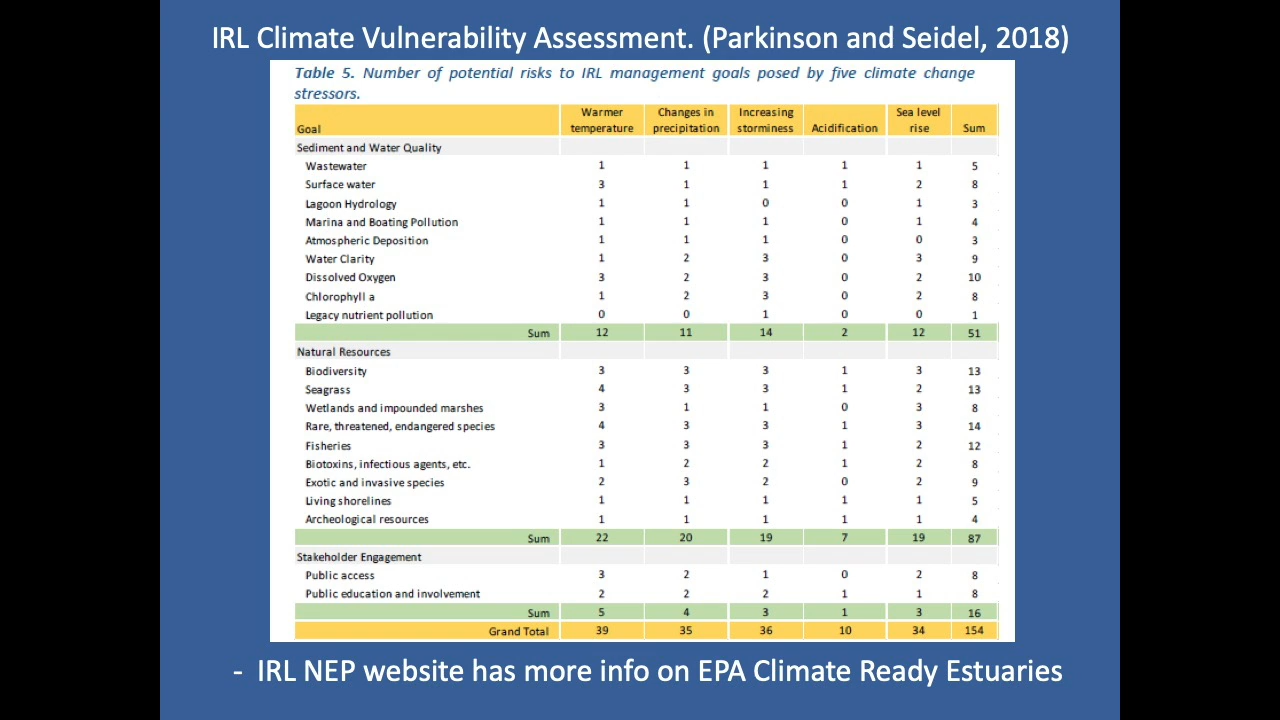 IRL Climate Vulnerability Assessment. (Parkinson and Seidel, 2018)
Table 5. Number of potential risks to IRL management goals posed by five climate change
stressors.
Goal Warmer temperature Changes in precipitation Increasing storminess Acidification Sea level rise Sum
Sediment and Water Quality
Wastewater 1 1 1 1 1 5
Surface water 3 1 1 1 2 8
Lagoon Hydrology 1 1 0 0 1 3
Marina and Boating Pollution 1 1 1 0 1 4
Atmospheric Deposition 1 1 1 0 0 3
Water Clarity 1 2 3 0 3 9
Dissolved Oxygen 3 2 3 0 2 10
Chlorophyll a 1 2 3 0 2 8
Legacy nutrient pollution 0 0 1 0 0 1
Sum 12 11 14 2 12 51
Natural Resources
Biodiversity 3 3 3 1 3 13
Seagrass 4 3 3 1 2 13
Wetlands and impounded marshes 3 1 1 0 3 8
Rare, threatened, endangered species 4 3 3 1 3 14
Fisheries 3 3 3 1 2 12
Biotoxins, infectious agents, etc. 1 2 2 1 2 8
Exotic and invasive species 2 3 2 0 2 9
Living shorelines 1 1 1 1 1 5
Archeological resources 1 1 1 1 1 4
Sum 22 20 19 7 19 87
Stakeholder Engagement
Public access 3 2 1 0 2 8
Public education and involvement 2 2 2 1 1 8
Sum 5 4 3 1 3 16
Grand Total 39 35 36 10 34 154
- IRL NEP website has more info on EPA Climate Ready Estuaries